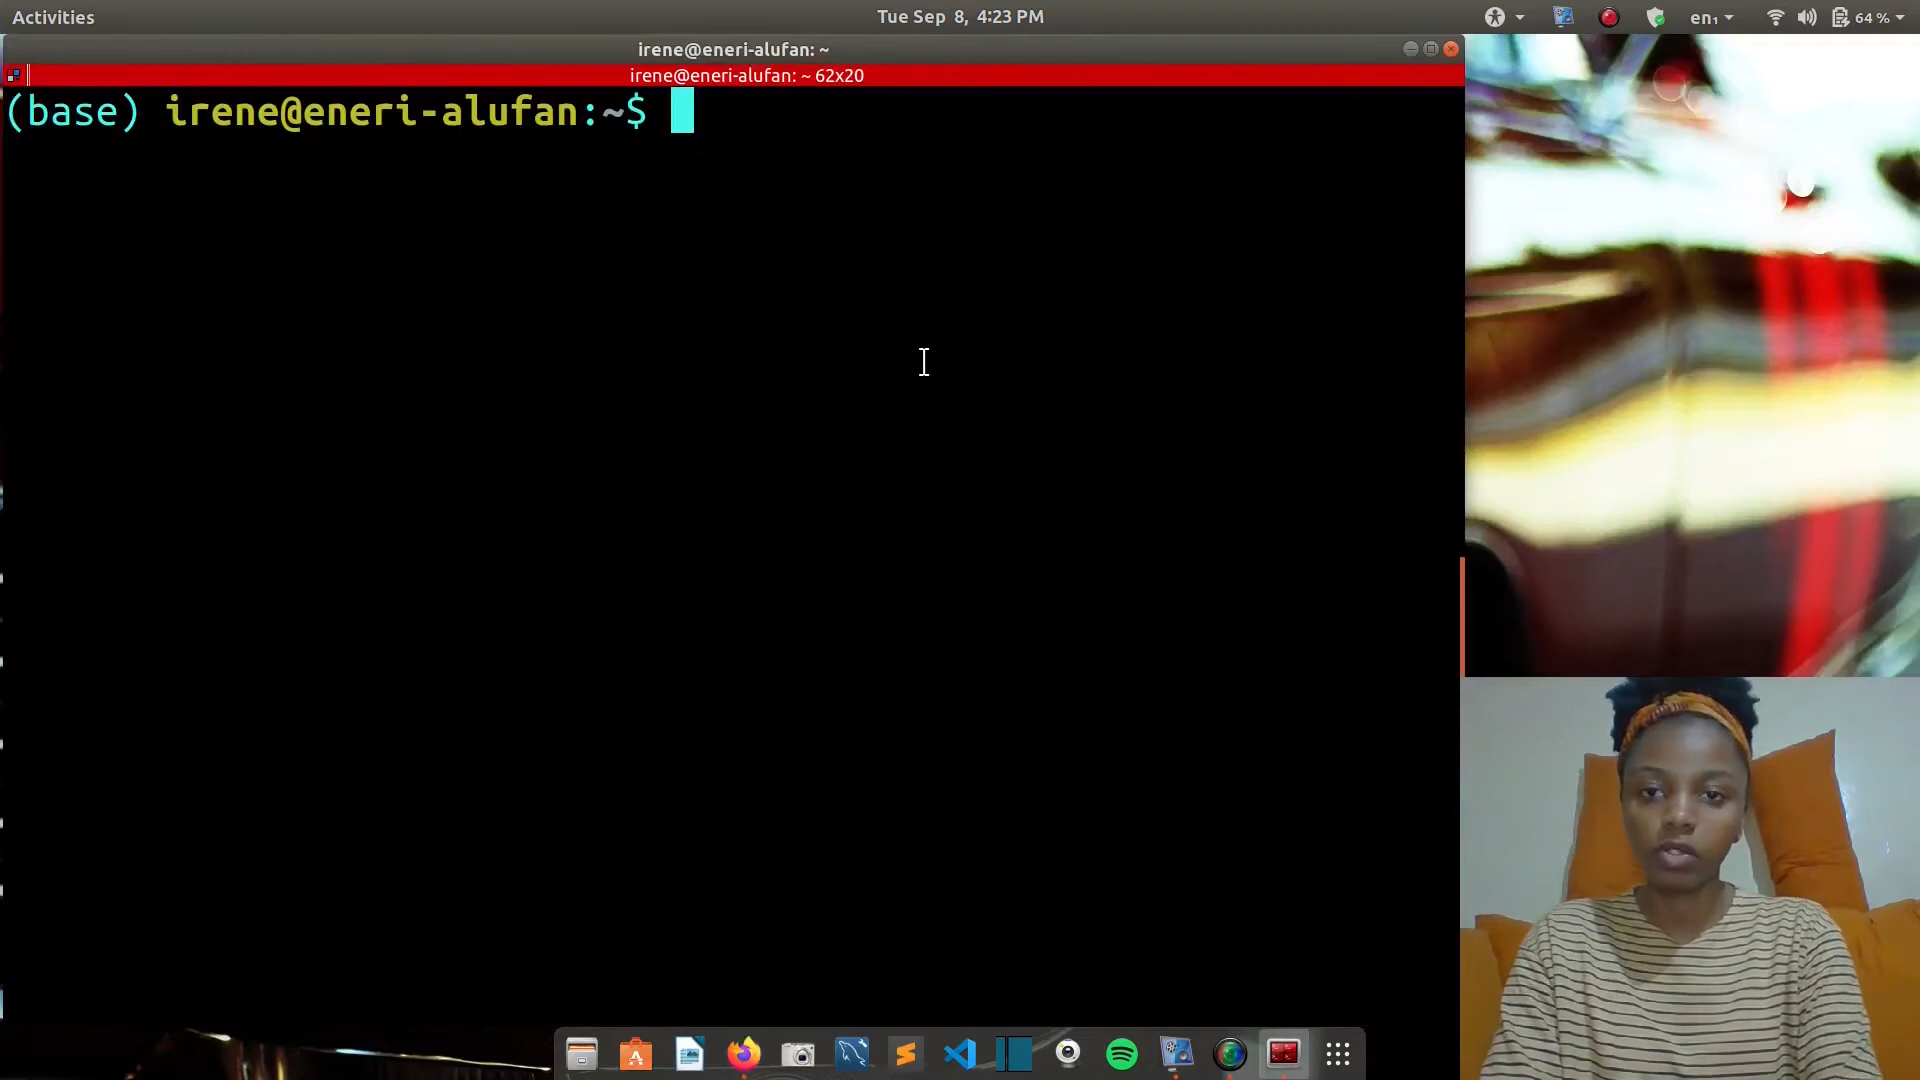 Activities
Tue Sep 8, 4:23 PM
en₁
64 %
irene@eneri-alufan: ~
irene@eneri-alufan: ~ 62x20
(base) irene@eneri-alufan:~$